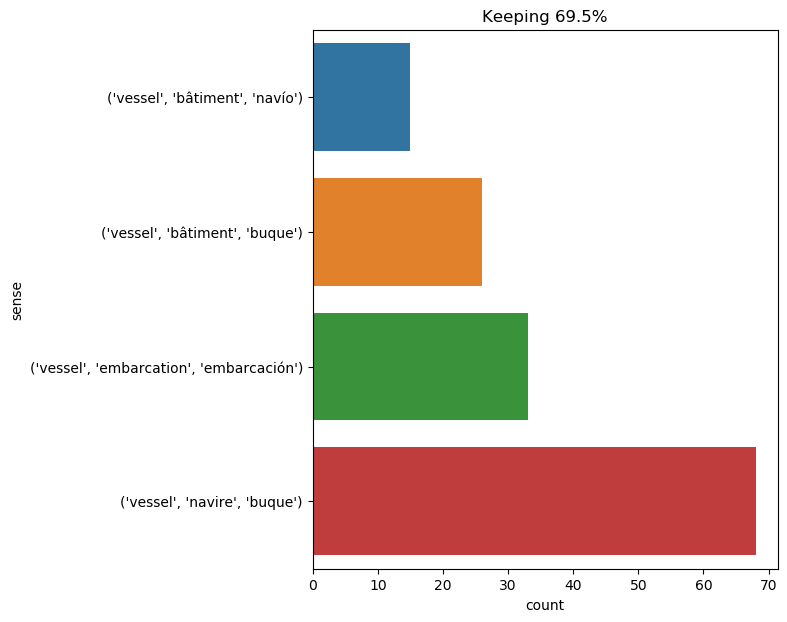 Keeping 69.5%
('vessel', 'bâtiment', 'navío')
('vessel', 'bâtiment', 'buque')
('vessel', 'embarcation', 'embarcación')
('vessel', 'navire', 'buque')
sense
0 10 20 30 40 50 60 70
count